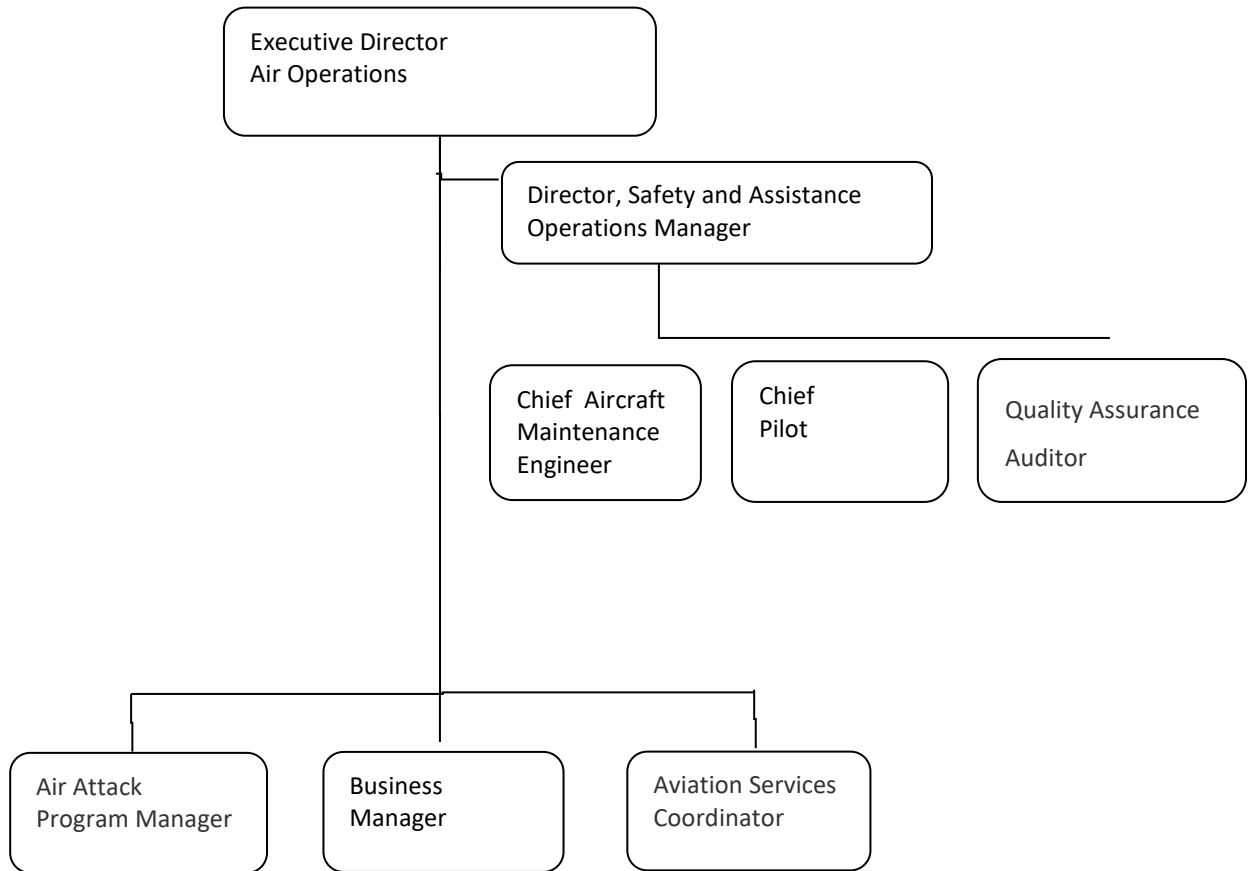 Executive Director
Air Operations
Director, Safety and Assistance
Operations Manager
Chief  Aircraft
Maintenance
Engineer
Chief
Pilot
Quality Assurance
Auditor
Air Attack
Program Manager
Business
Manager
Aviation Services
Coordinator